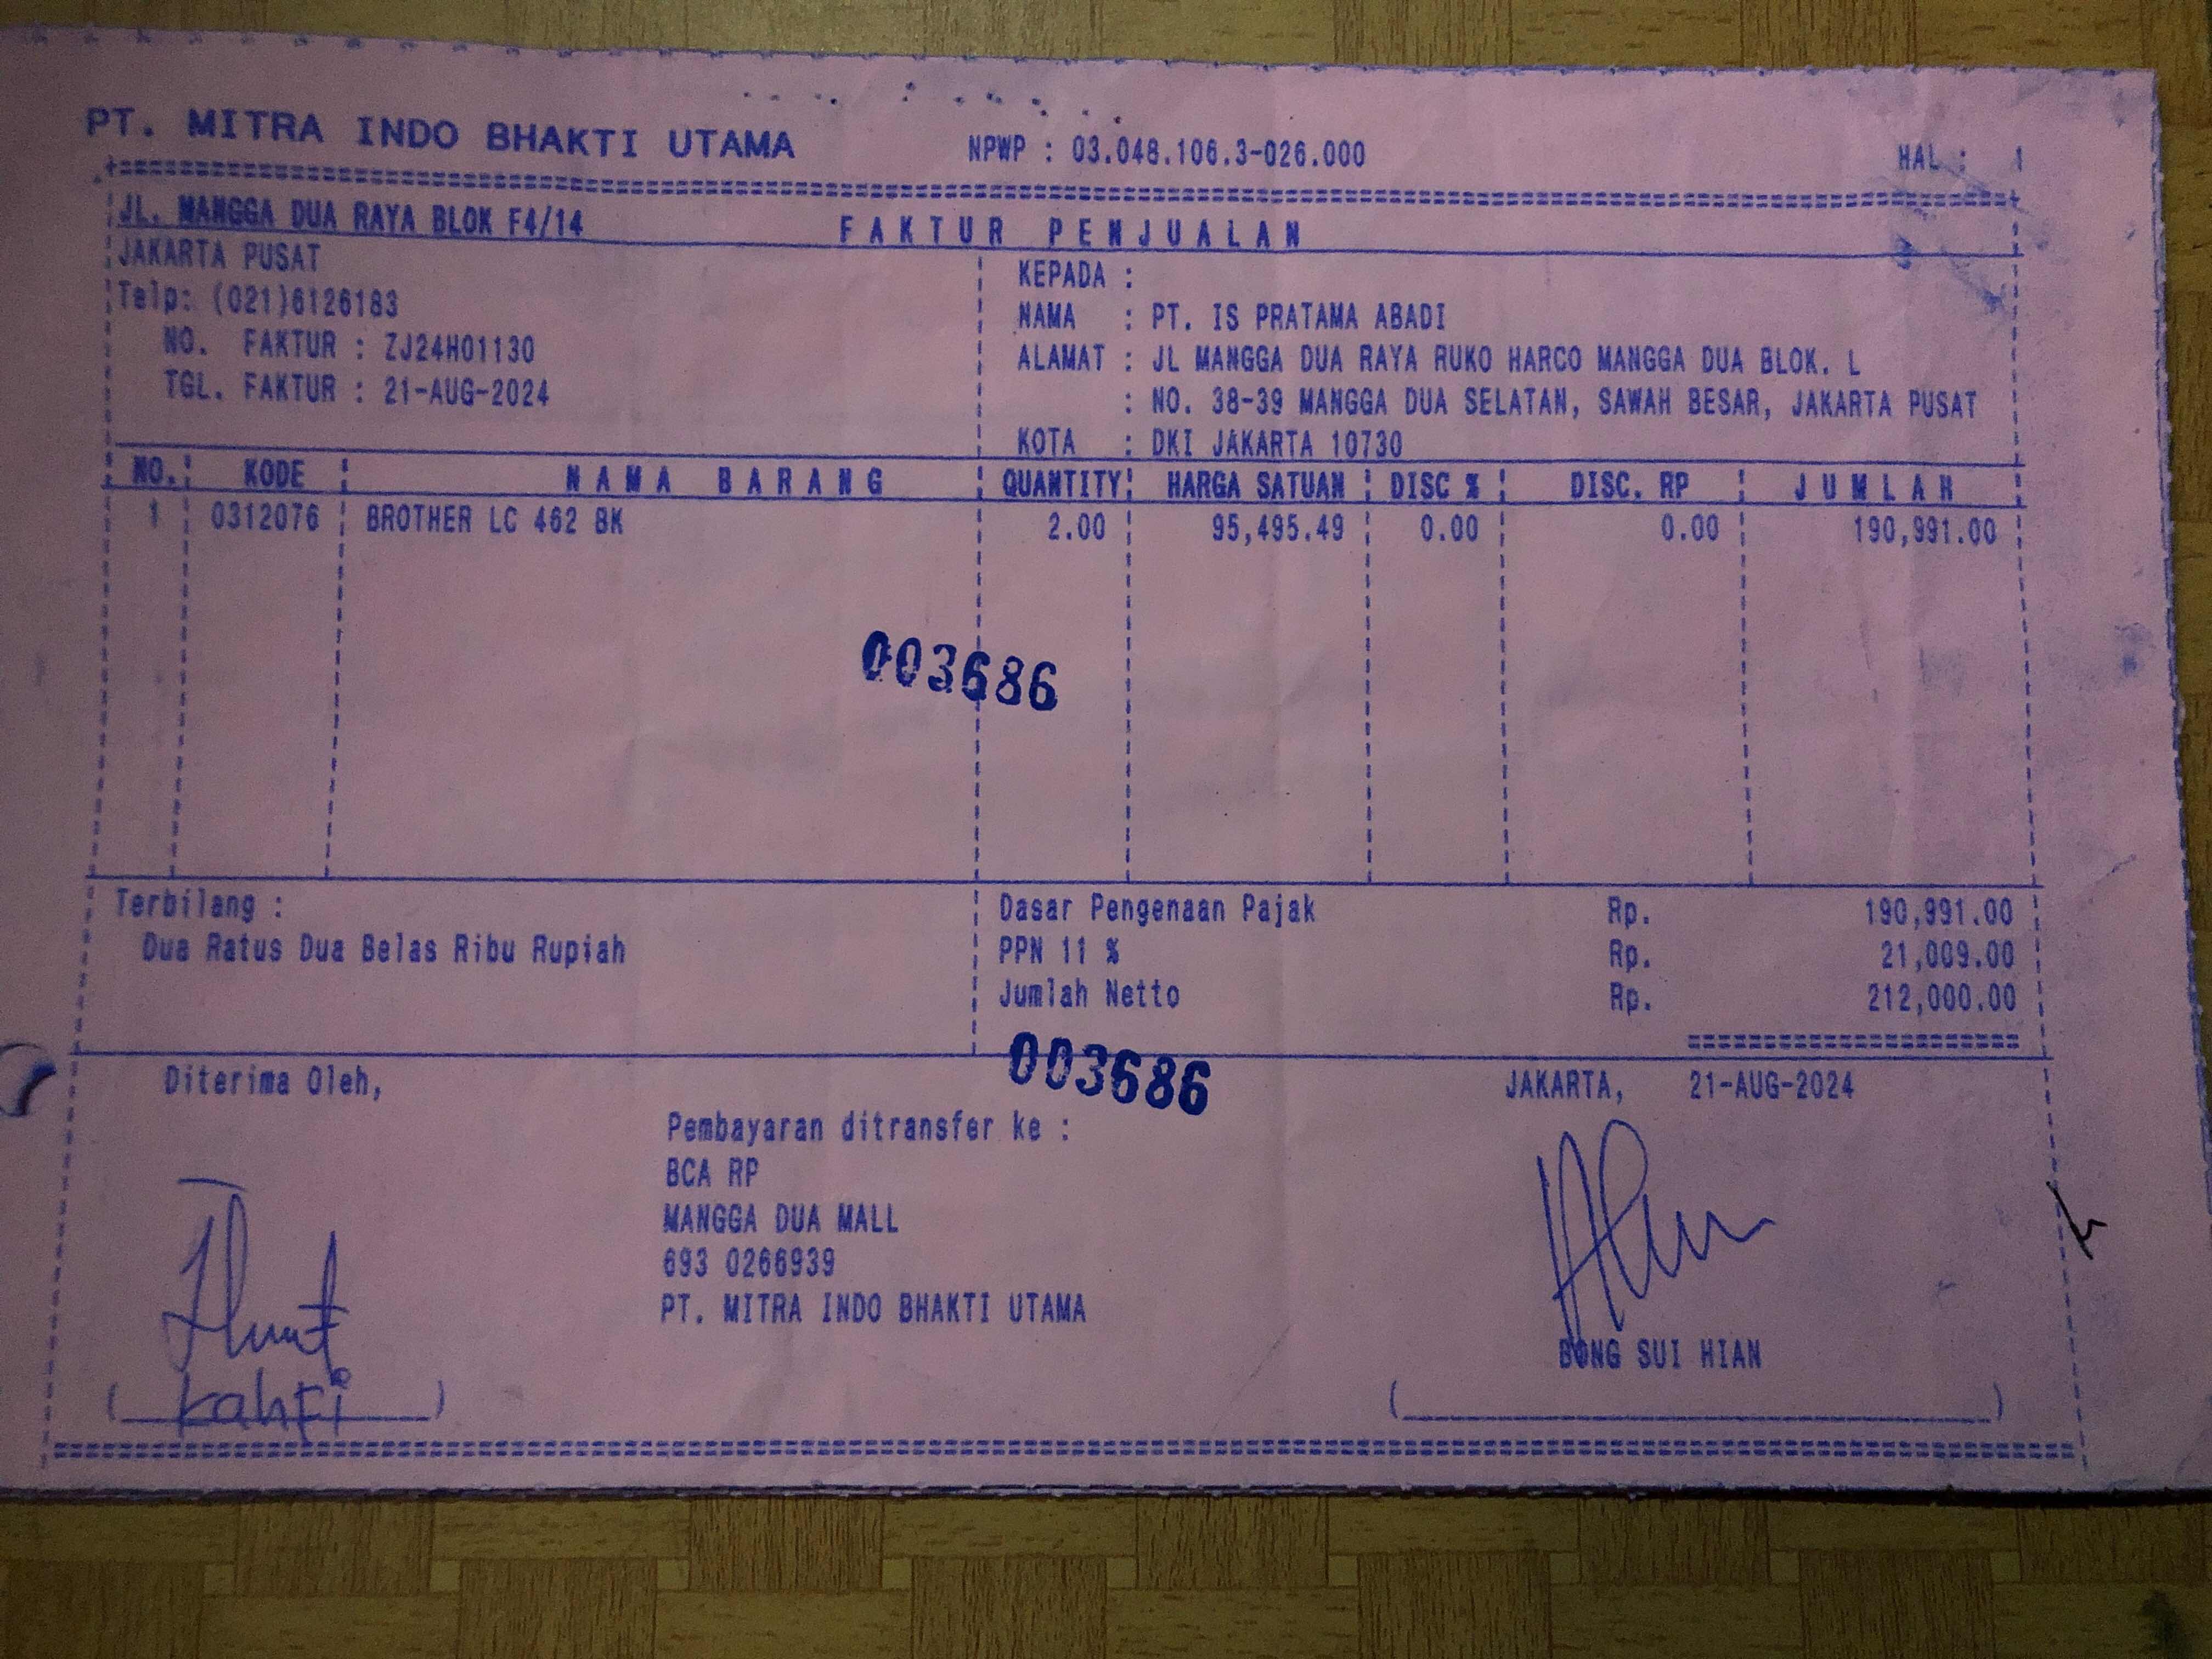 PT. MITRA INDO BHAKTI UTAMA NPWP : 03.048.106.3-026.000 HAL : 1
JL. MANGGA DUA RAYA BLOK F4/14 FAKTUR PENJUALAN
JAKARTA PUSAT
Telp: (021)6126183
NO. FAKTUR : ZJ24H01130
TGL. FAKTUR : 21-AUG-2024
KEPADA :
NAMA : PT. IS PRATAMA ABADI
ALAMAT : JL MANGGA DUA RAYA RUKO HARCO MANGGA DUA BLOK. L
: NO. 38-39 MANGGA DUA SELATAN, SAWAH BESAR, JAKARTA PUSAT
KOTA : DKI JAKARTA 10730
NO. KODE NAMA BARANG QUANTITY HARGA SATUAN DISC % DISC. RP JUMLAH
1 0312076 BROTHER LC 462 BK 2.00 95,495.49 0.00 0.00 190,991.00
003686
Terbilang :
Dua Ratus Dua Belas Ribu Rupiah
Dasar Pengenaan Pajak Rp. 190,991.00
PPN 11 % Rp. 21,009.00
Jumlah Netto Rp. 212,000.00
003686
Diterima Oleh,
kahfi
Pembayaran ditransfer ke :
BCA RP
MANGGA DUA MALL
693 0266939
PT. MITRA INDO BHAKTI UTAMA
JAKARTA, 21-AUG-2024
BONG SUI HIAN